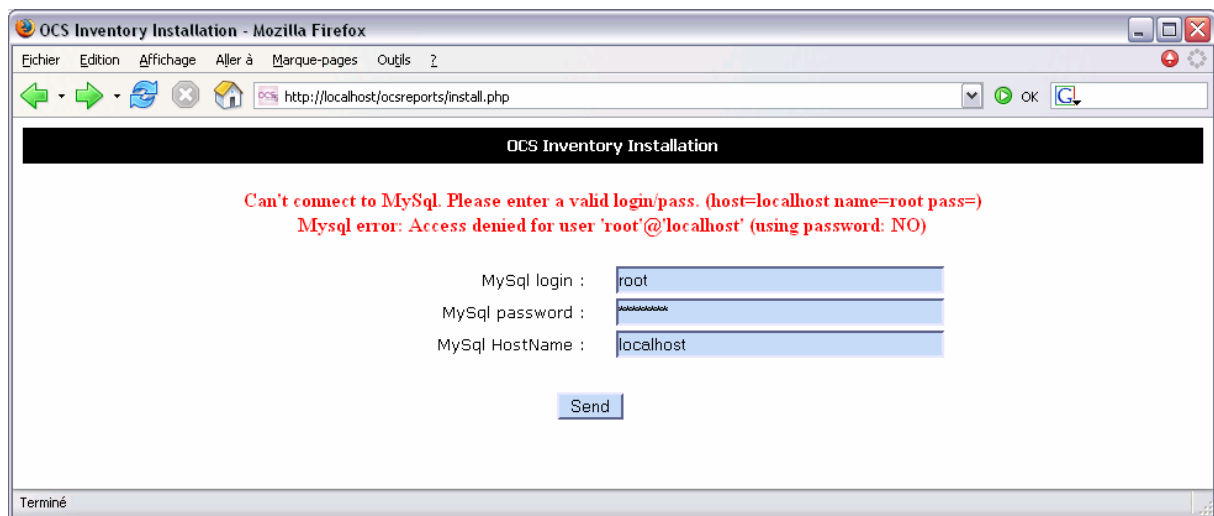 OCS Inventory Installation - Mozilla Firefox
Fichier Edition Affichage Aller à Marque-pages Outils ?
OCS http://localhost/ocsreports/install.php OK G
OCS Inventory Installation
Can't connect to MySql. Please enter a valid login/pass. (host=localhost name=root pass=)
Mysql error: Access denied for user 'root'@'localhost' (using password: NO)
MySql login : root
MySql password : ********
MySql HostName : localhost
Send
Terminé